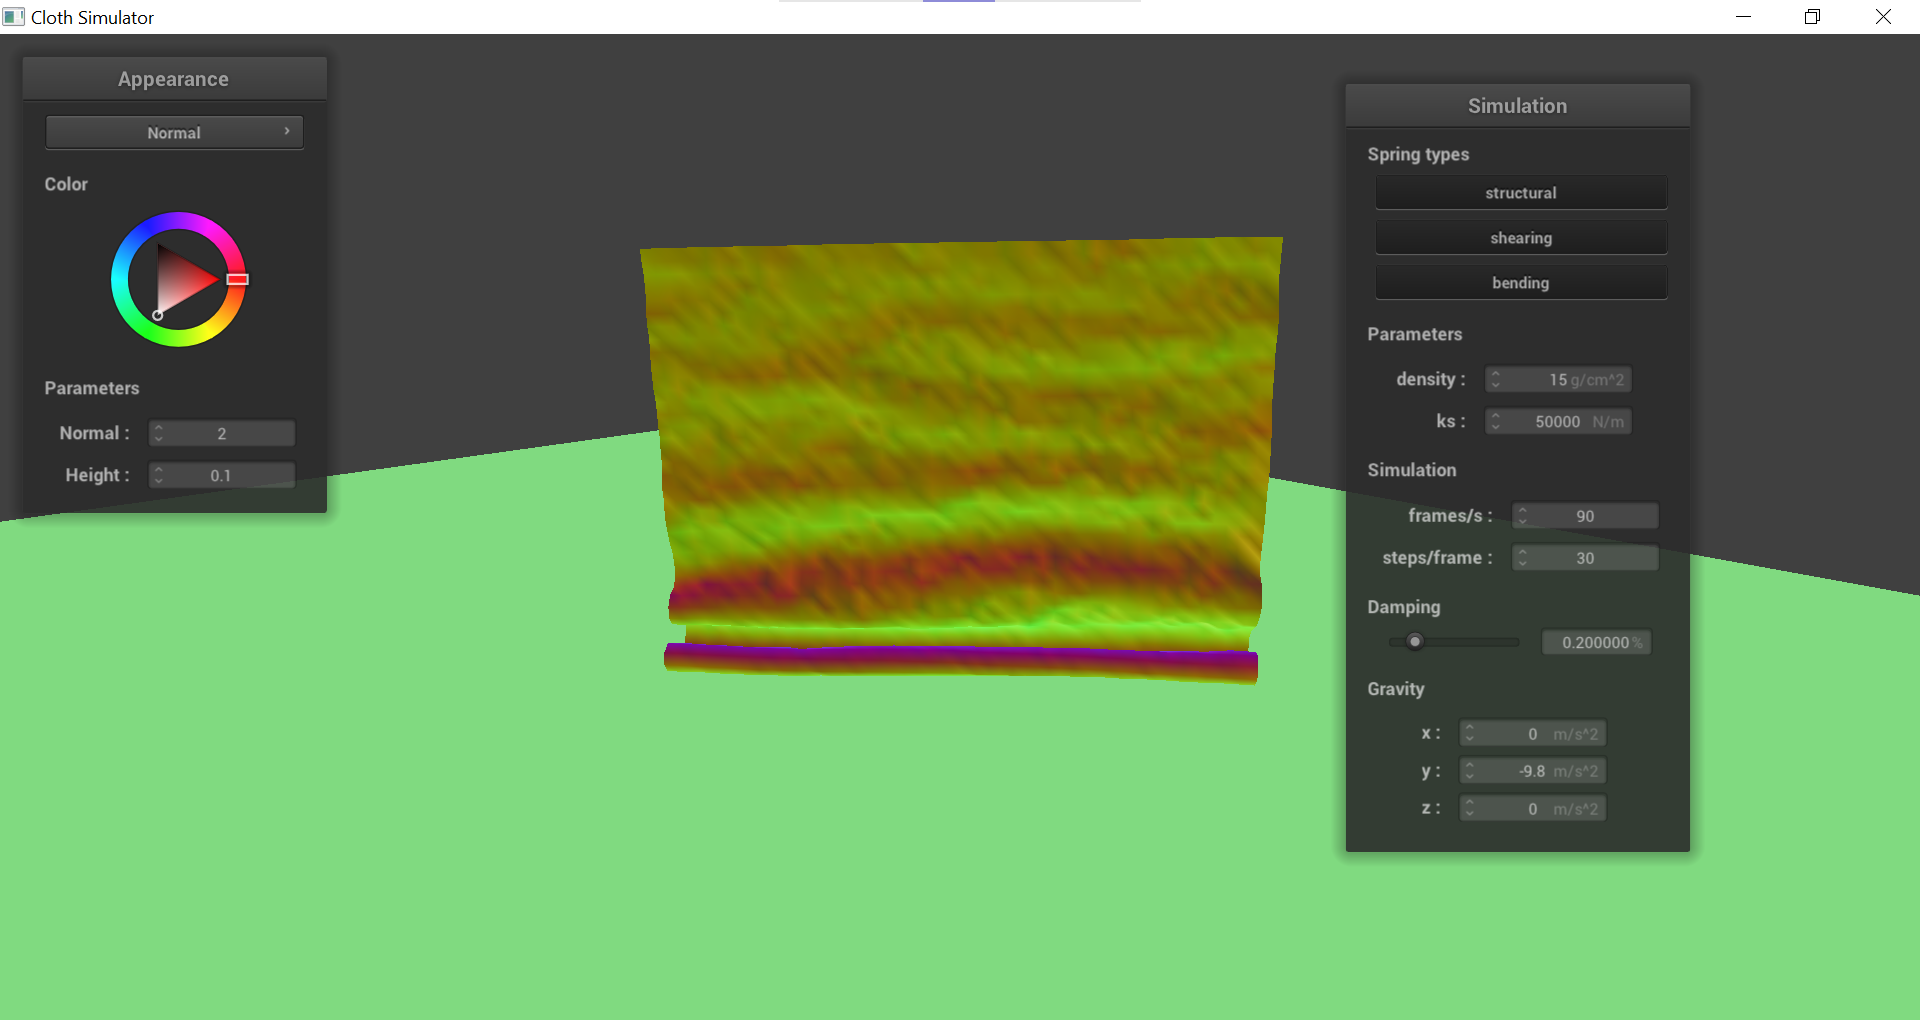 Cloth Simulator
Appearance
Normal
Color
Parameters
Normal : 2
Height : 0.1
Simulation
Spring types
structural
shearing
bending
Parameters
density : 15 g/cm^2
ks : 50000 N/m
Simulation
frames/s : 90
steps/frame : 30
Damping
0.200000 %
Gravity
x : 0 m/s^2
y : -9.8 m/s^2
z : 0 m/s^2